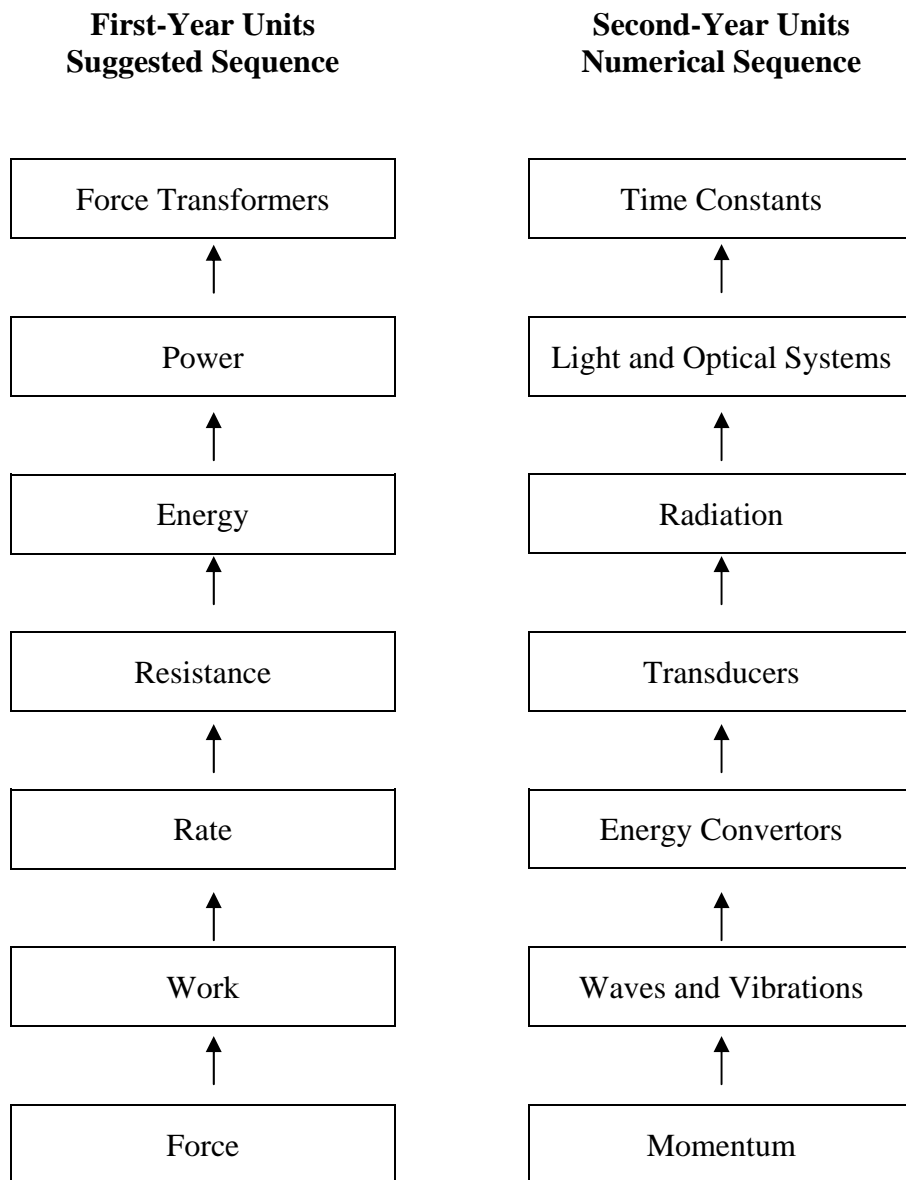 First-Year Units
Suggested Sequence
Force Transformers
Power
Energy
Resistance
Rate
Work
Force
Second-Year Units
Numerical Sequence
Time Constants
Light and Optical Systems
Radiation
Transducers
Energy Convertors
Waves and Vibrations
Momentum